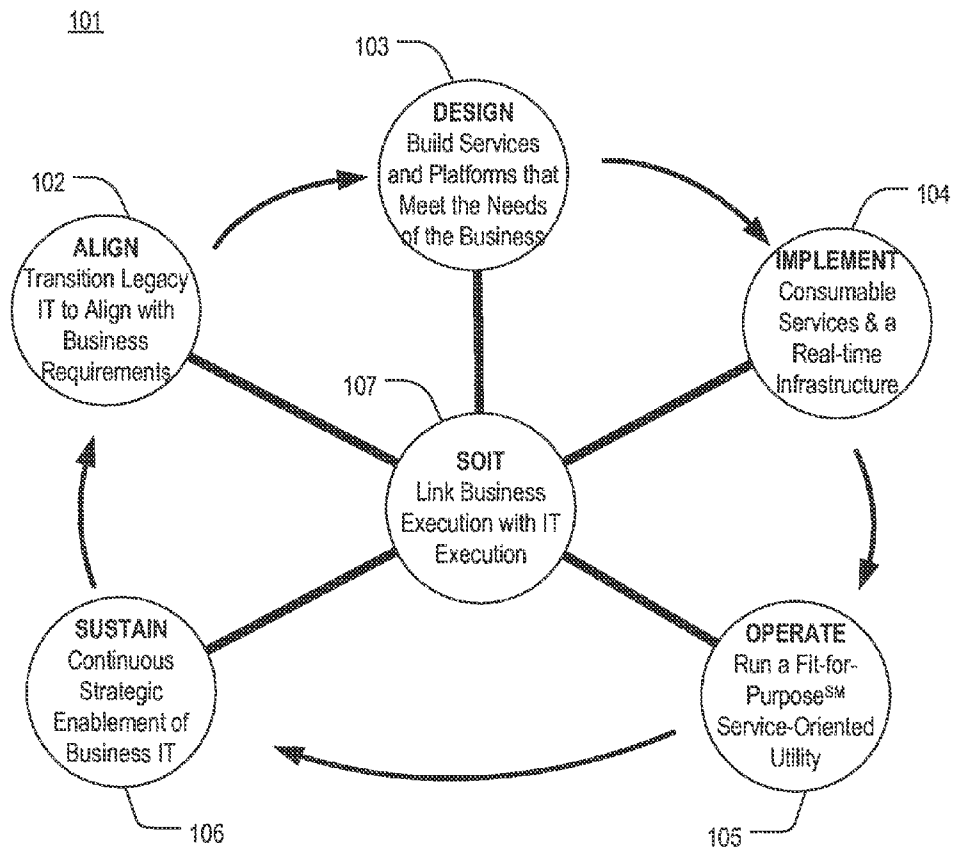 101
103
DESIGN
Build Services
and Platforms that
Meet the Needs
of the Business
102
ALIGN
Transition Legacy
IT to Align with
Business
Requirements
104
IMPLEMENT
Consumable
Services & a
Real-time
Infrastructure
107
SOIT
Link Business
Execution with IT
Execution
SUSTAIN
Continuous
Strategic
Enablement of
Business IT
106
OPERATE
Run a Fit-for-
Purpose℠
Service-Oriented
Utility
105